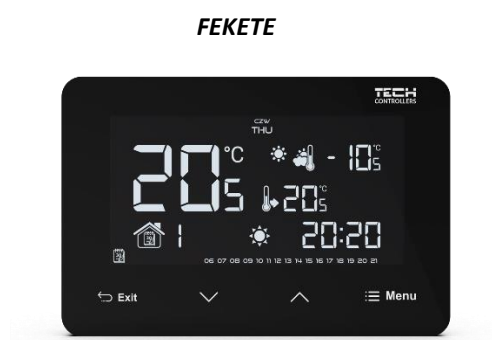 FEKETE
TECH
CONTROLLERS
CZW
THU
20.5 °C
- 10.5 °C
20.5 °C
1
20:20
06 07 08 09 10 11 12 13 14 15 16 17 18 19 20 21
Exit
Menu